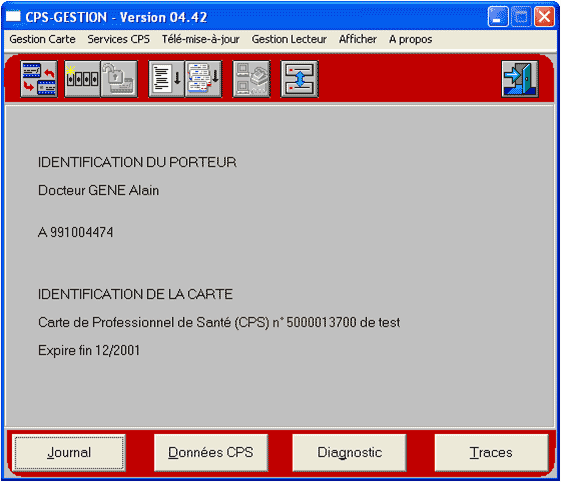 CPS-GESTION - Version 04.42
Gestion Carte Services CPS Télé-mise-à-jour Gestion Lecteur Afficher A propos
IDENTIFICATION DU PORTEUR
Docteur GENE Alain
A 991004474
IDENTIFICATION DE LA CARTE
Carte de Professionnel de Santé (CPS) n° 5000013700 de test
Expire fin 12/2001
Journal Données CPS Diagnostic Traces